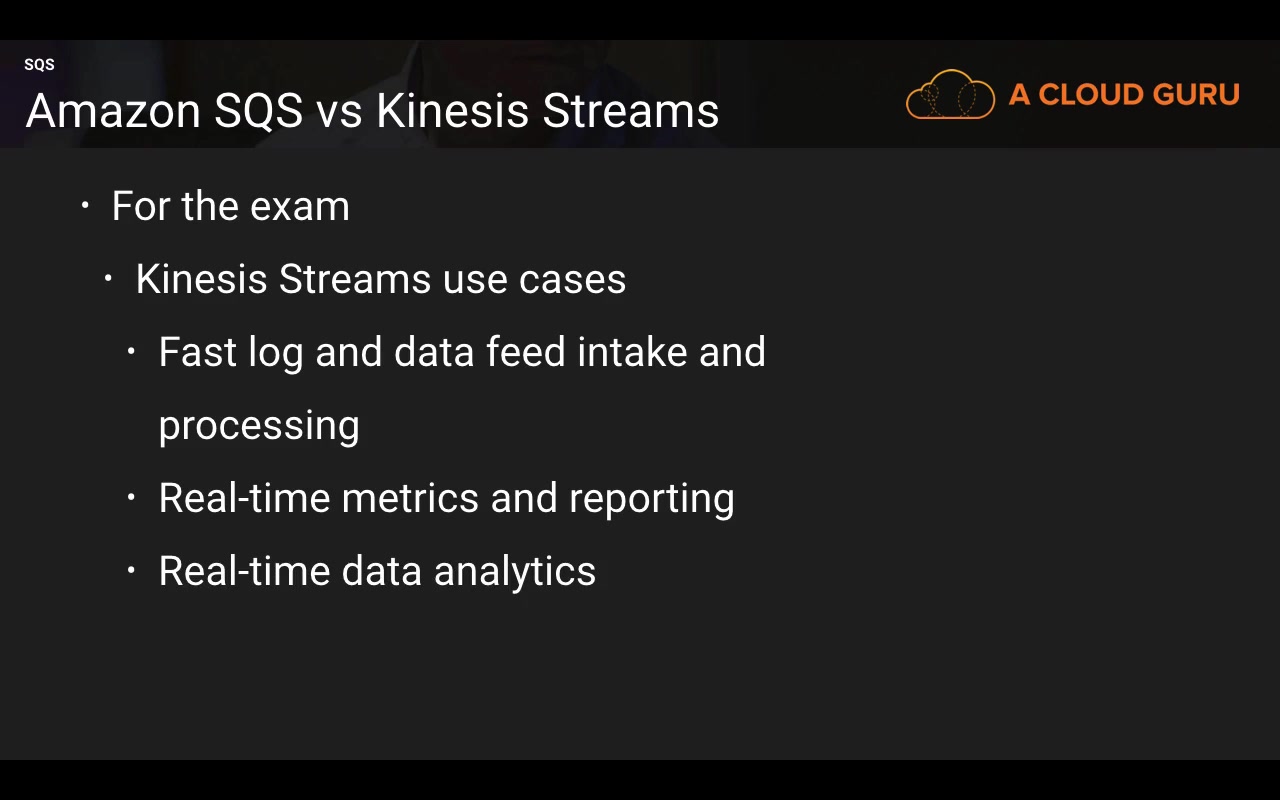 SQS
Amazon SQS vs Kinesis Streams
A CLOUD GURU
• For the exam
• Kinesis Streams use cases
• Fast log and data feed intake and
processing
• Real-time metrics and reporting
• Real-time data analytics